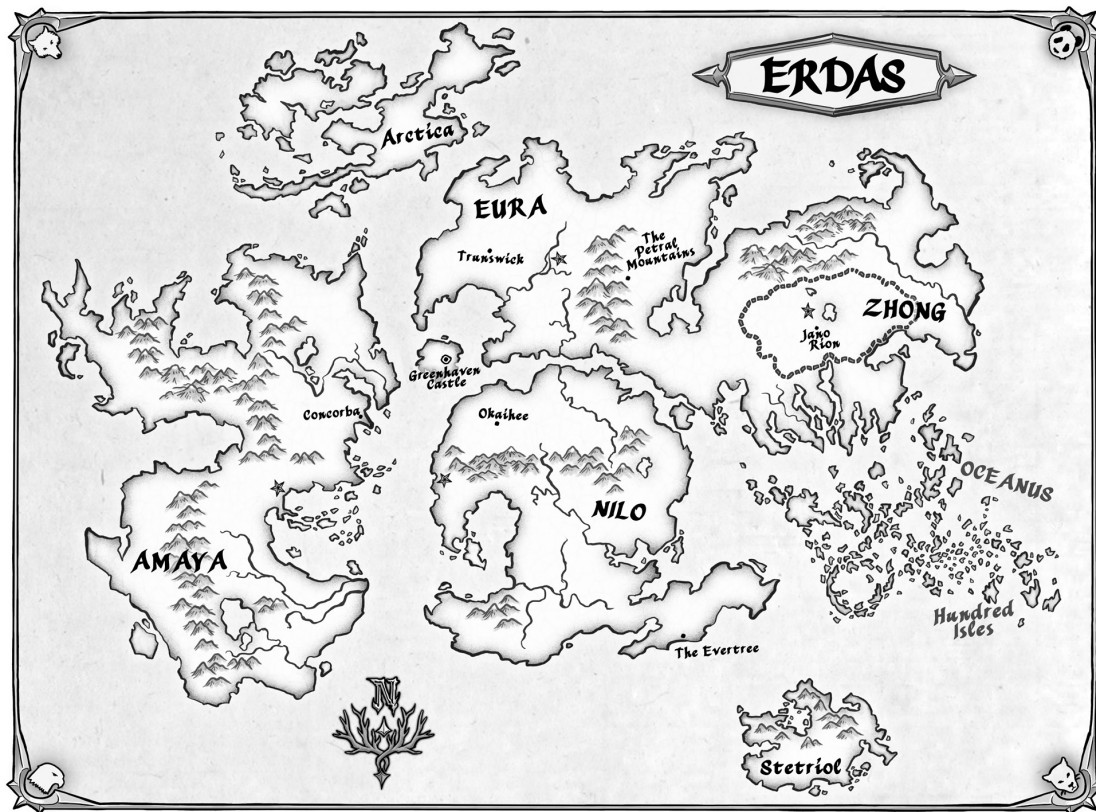 ERDAS
Arctica
EURA
Trunswick
The
Petral
Mountains
ZHONG
Jano
Rion
Greenhaven
Castle
Concorba
Okaihee
OCEANUS
NILO
AMAYA
Hundred
Isles
The Evertree
N
Stetriol